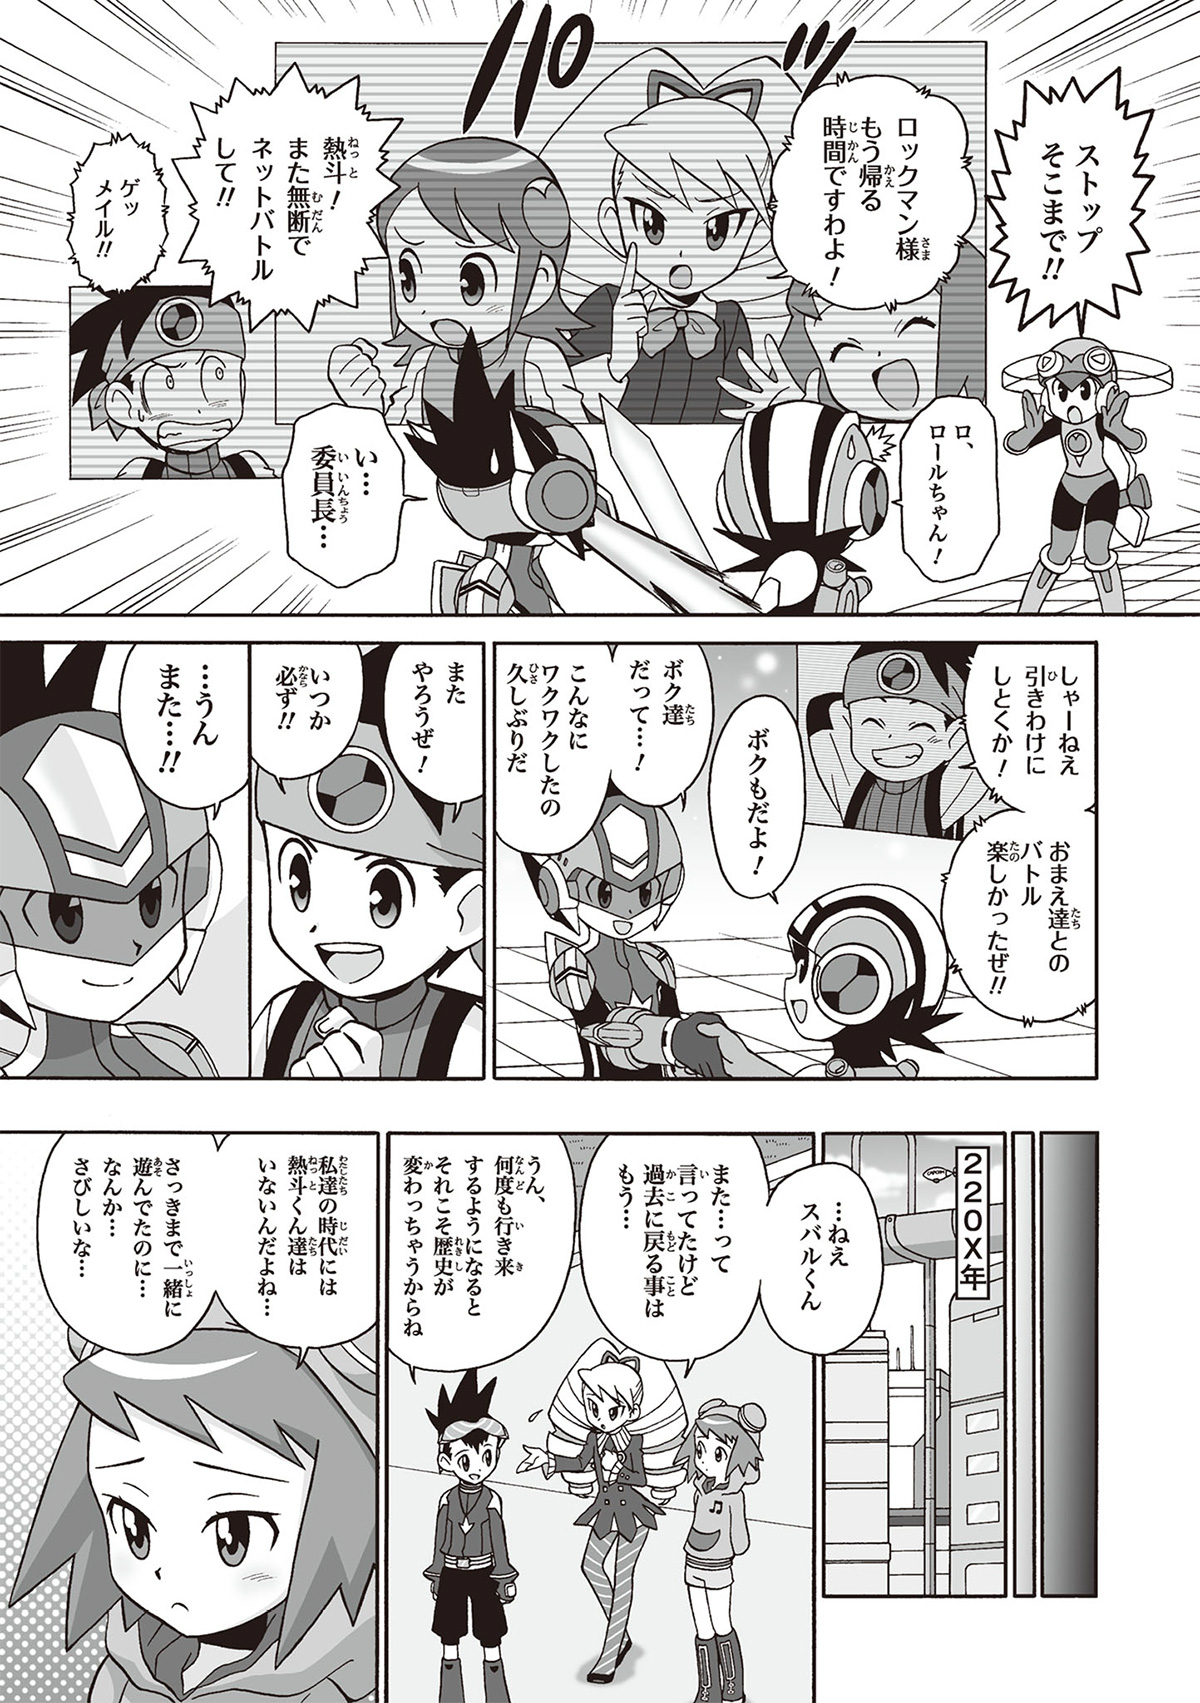 ストップ
そこまで!!
ロックマン様
もう帰る
時間ですわよ！
ロ、
ロールちゃん！
パパッ
熱斗！
また無断で
ネットバトル
して!!
ゲッ
メイル!!
い…
委員長…
しゃーねえ
引きわけに
しとくか！
おまえ達との
バトル
楽しかったぜ!!
ボクもだよ！
ボク達
だって…！
こんなに
ワクワクしたの
久しぶりだ
また
やろうぜ！
いつか
必ず!!
…うん
また…!!
220X年
CAPCOM
…ねえ
スバルくん
また…って
言ってたけど
過去に戻る事は
もう…
うん、
何度も行き来
するようになると
それこそ歴史が
変わっちゃうからね
私達の時代には
熱斗くん達は
いないんだよね…
さっきまで一緒に
遊んでたのに…
なんか…
さびしいな…